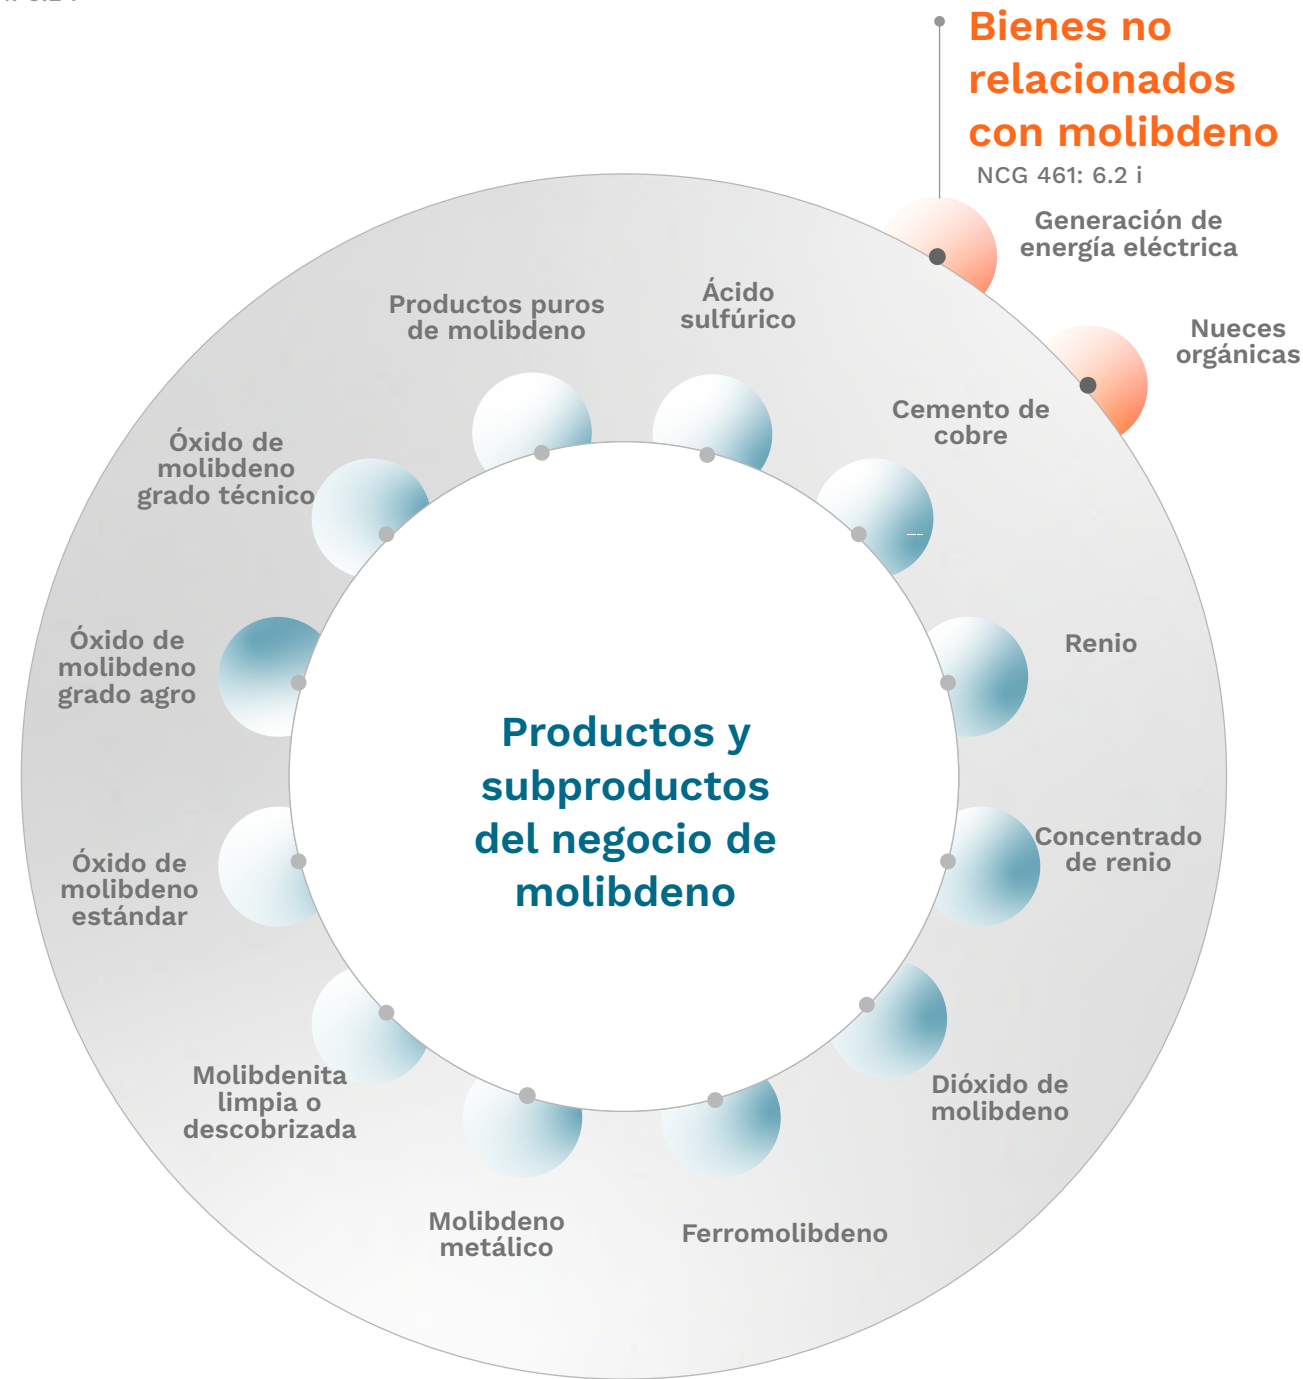 Bienes no
relacionados
con molibdeno
NCG 461: 6.2 i
Generación de
energía eléctrica
Nueces
orgánicas
Productos puros
de molibdeno
Ácido
sulfúrico
Cemento de
cobre
Óxido de
molibdeno
grado técnico
Óxido de
molibdeno
grado agro
Renio
Productos y
subproductos
del negocio de
molibdeno
Concentrado
de renio
Óxido de
molibdeno
estándar
Molibdenita
limpia o
descobrizada
Dióxido de
molibdeno
Molibdeno
metálico
Ferromolibdeno